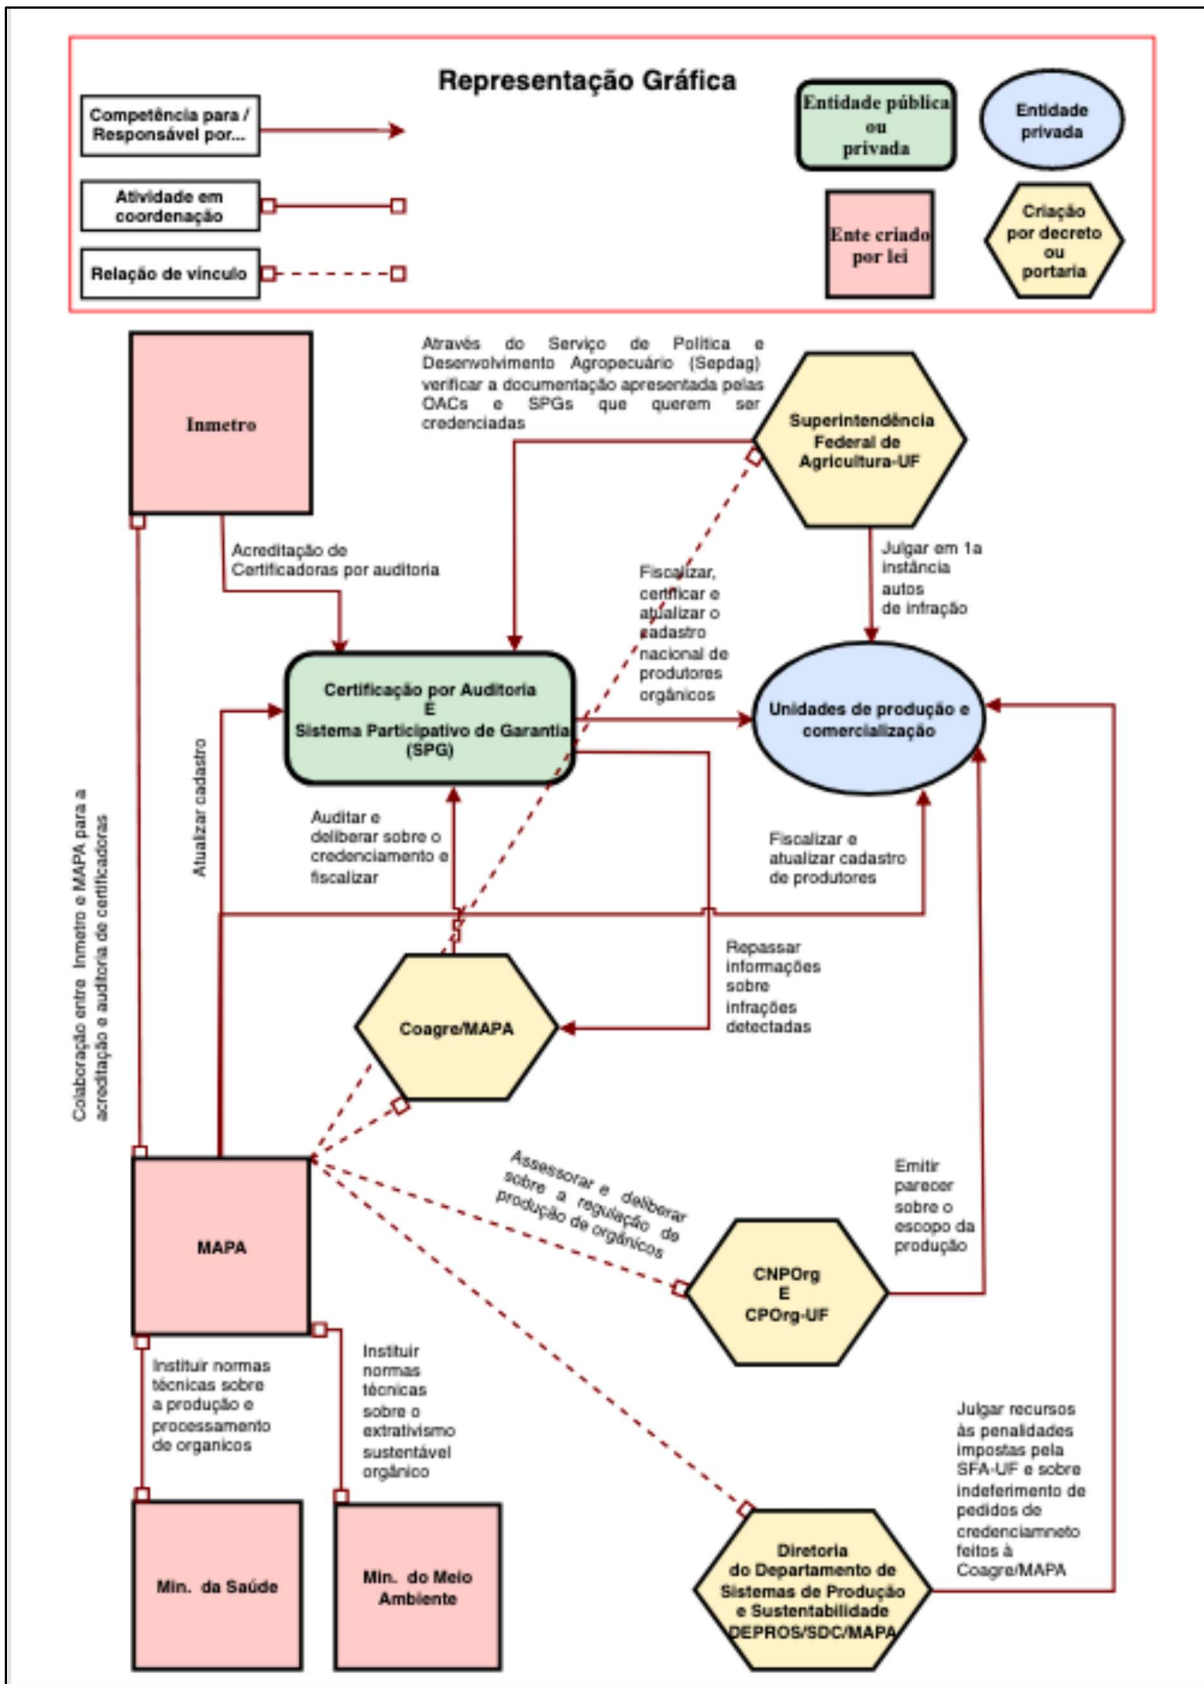 Representação Gráfica
Competência para /
Responsável por...
Atividade em
coordenação
Relação de vínculo
Entidade pública
ou
privada
Entidade
privada
Ente criado
por lei
Criação
por decreto
ou
portaria
Inmetro
Através do Serviço de Política e
Desenvolvimento Agropecuário (Sepdag)
verificar a documentação apresentada pelas
OACs e SPGs que querem ser
credenciadas
Superintendência
Federal de
Agricultura-UF
Acreditação de
Certificadoras por auditoria
Fiscalizar,
certificar e
atualizar o
cadastro
nacional de
produtores
orgânicos
Julgar em 1a
instância
autos
de infração
Certificação por Auditoria
E
Sistema Participativo de Garantia
(SPG)
Unidades de produção e
comercialização
Atualizar cadastro
Colaboração entre Inmetro e MAPA para a
acreditação e auditoria de certificadoras
Auditar e
deliberar sobre o
credenciamento e
fiscalizar
Fiscalizar e
atualizar cadastro
de produtores
Repassar
informações
sobre
infrações
detectadas
Coagre/MAPA
MAPA
Assessorar e deliberar
sobre a regulação de
produção de orgânicos
Emitir
parecer
sobre o
escopo da
produção
CNPOrg
E
CPOrg-UF
Instituir normas
técnicas sobre
a produção e
processamento
de organicos
Instituir
normas
técnicas
sobre o
extrativismo
sustentável
orgânico
Julgar recursos
às penalidades
impostas pela
SFA-UF e sobre
indeferimento de
pedidos de
credenciamneto
feitos à
Coagre/MAPA
Min. da Saúde
Min. do Meio
Ambiente
Diretoria
do Departamento de
Sistemas de Produção
e Sustentabilidade
DEPROS/SDC/MAPA